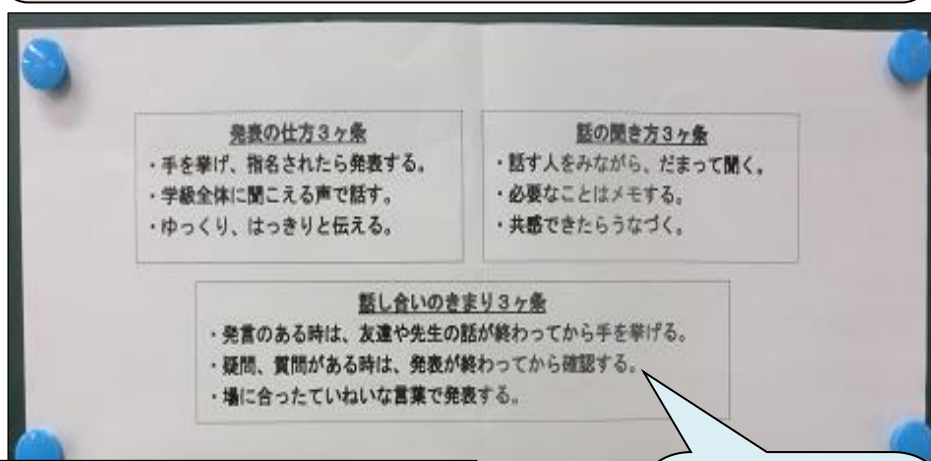 発表の仕方3ヶ条
・手を挙げ、指名されたら発表する。
・学級全体に聞こえる声で話す。
・ゆっくり、はっきりと伝える。
話の聞き方3ヶ条
・話す人をみながら、だまって聞く。
・必要なことはメモする。
・共感できたらうなづく。
話し合いのきまり3ヶ条
・発言のある時は、友達や先生の話が終わってから手を挙げる。
・疑問、質問がある時は、発表が終わってから確認する。
・場に合ったていねいな言葉で発表する。